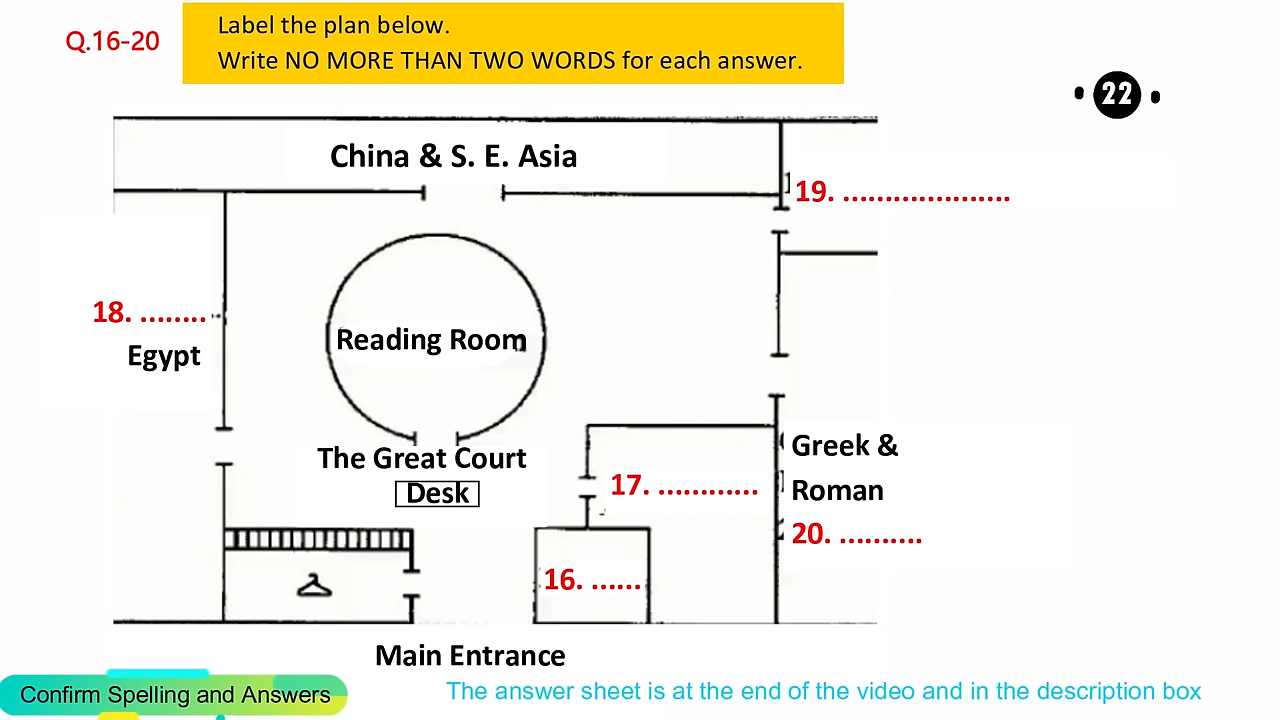 Q.16-20
Label the plan below.
Write NO MORE THAN TWO WORDS for each answer.
22
China & S. E. Asia
19. ....................
18. ........
Egypt
Reading Room
The Great Court
Desk
17. ............
Greek &
Roman
20. ..........
16. ......
Main Entrance
Confirm Spelling and Answers
The answer sheet is at the end of the video and in the description box